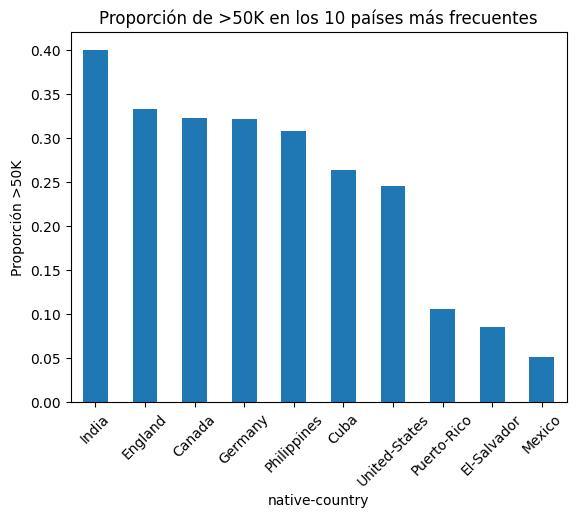 Proporción de >50K en los 10 países más frecuentes
Proporción >50K
0.40
0.35
0.30
0.25
0.20
0.15
0.10
0.05
0.00
India
England
Canada
Germany
Philippines
Cuba
United-States
Puerto-Rico
El-Salvador
Mexico
native-country